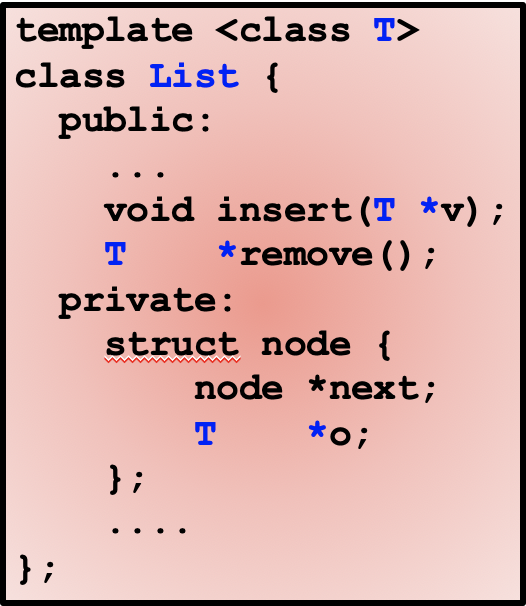 template <class T>
class List {
public:
...
void insert(T *v);
T *remove();
private:
struct node {
node *next;
T *o;
};
....
};